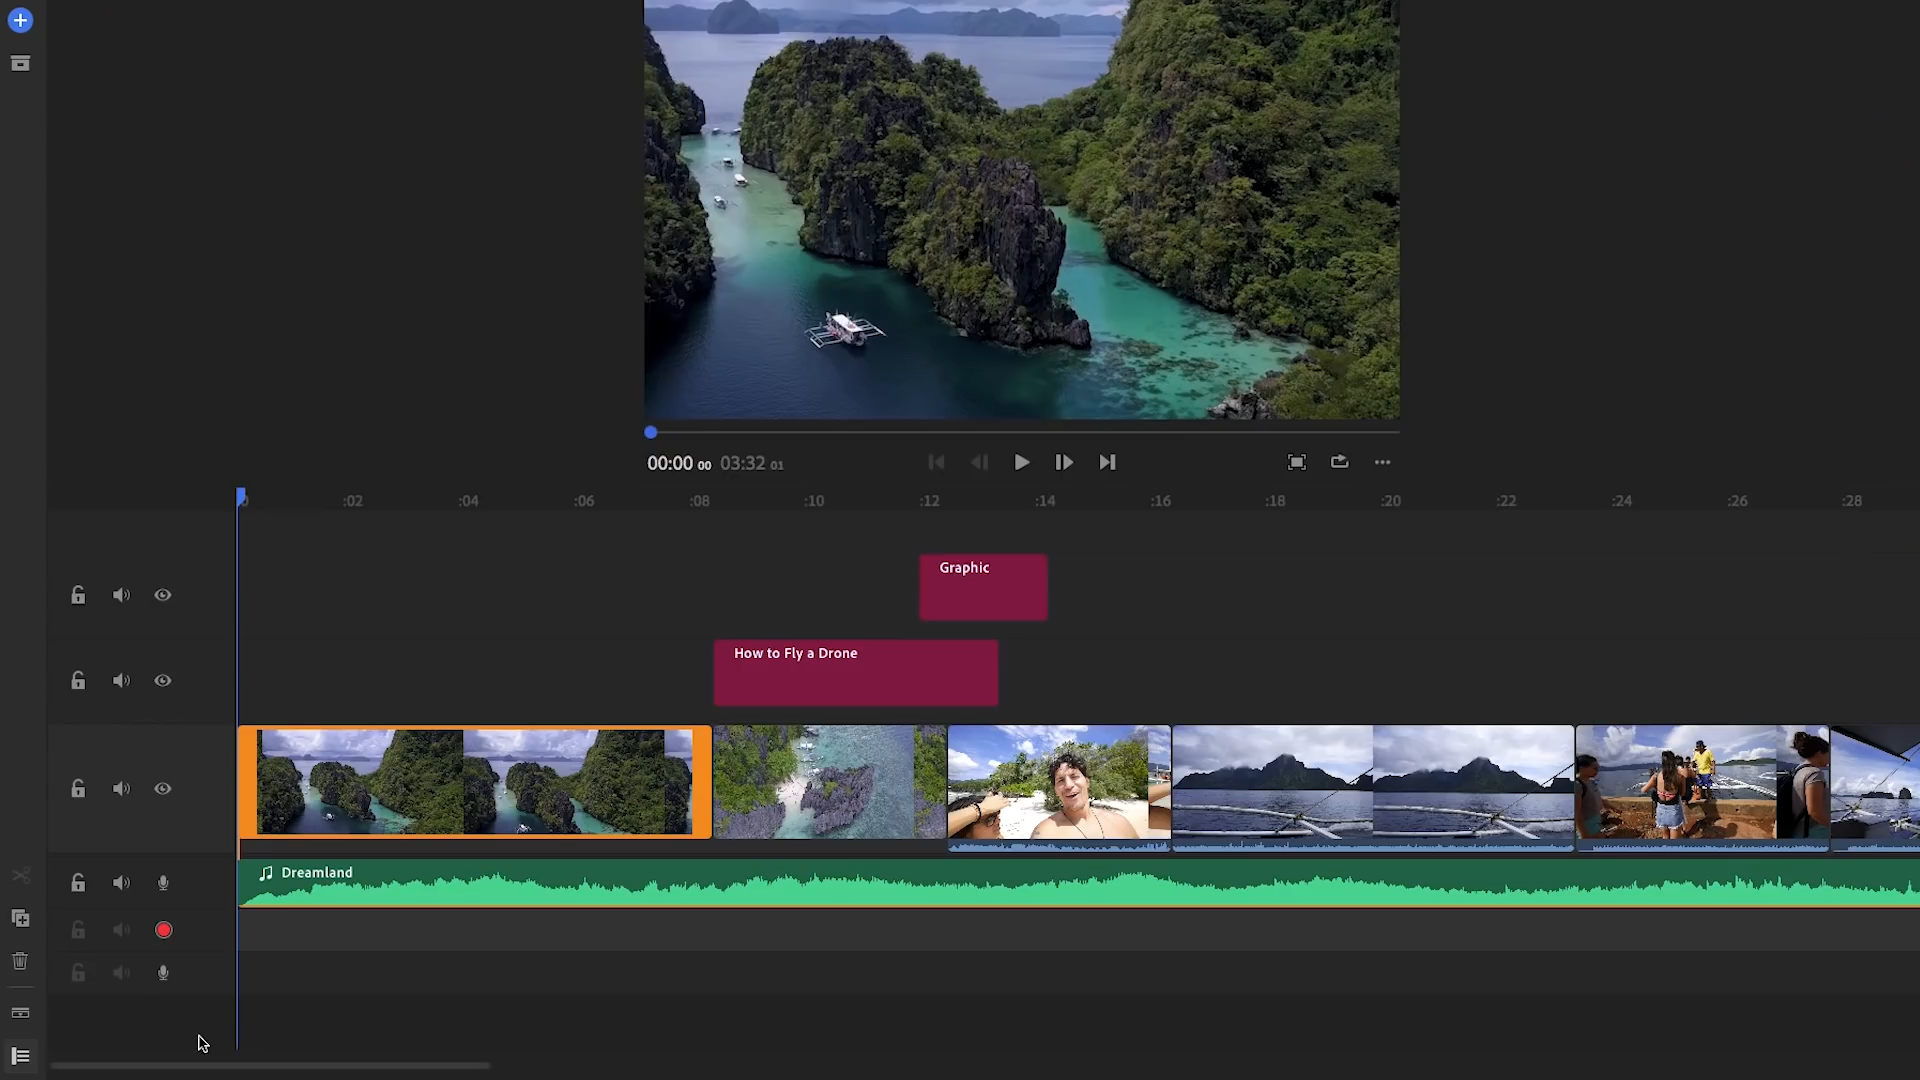 00:00 00 03:32 01
0 :02 :04 :06 :08 :10 :12 :14 :16 :18 :20 :22 :24 :26 :28
Graphic
How to Fly a Drone
Dreamland